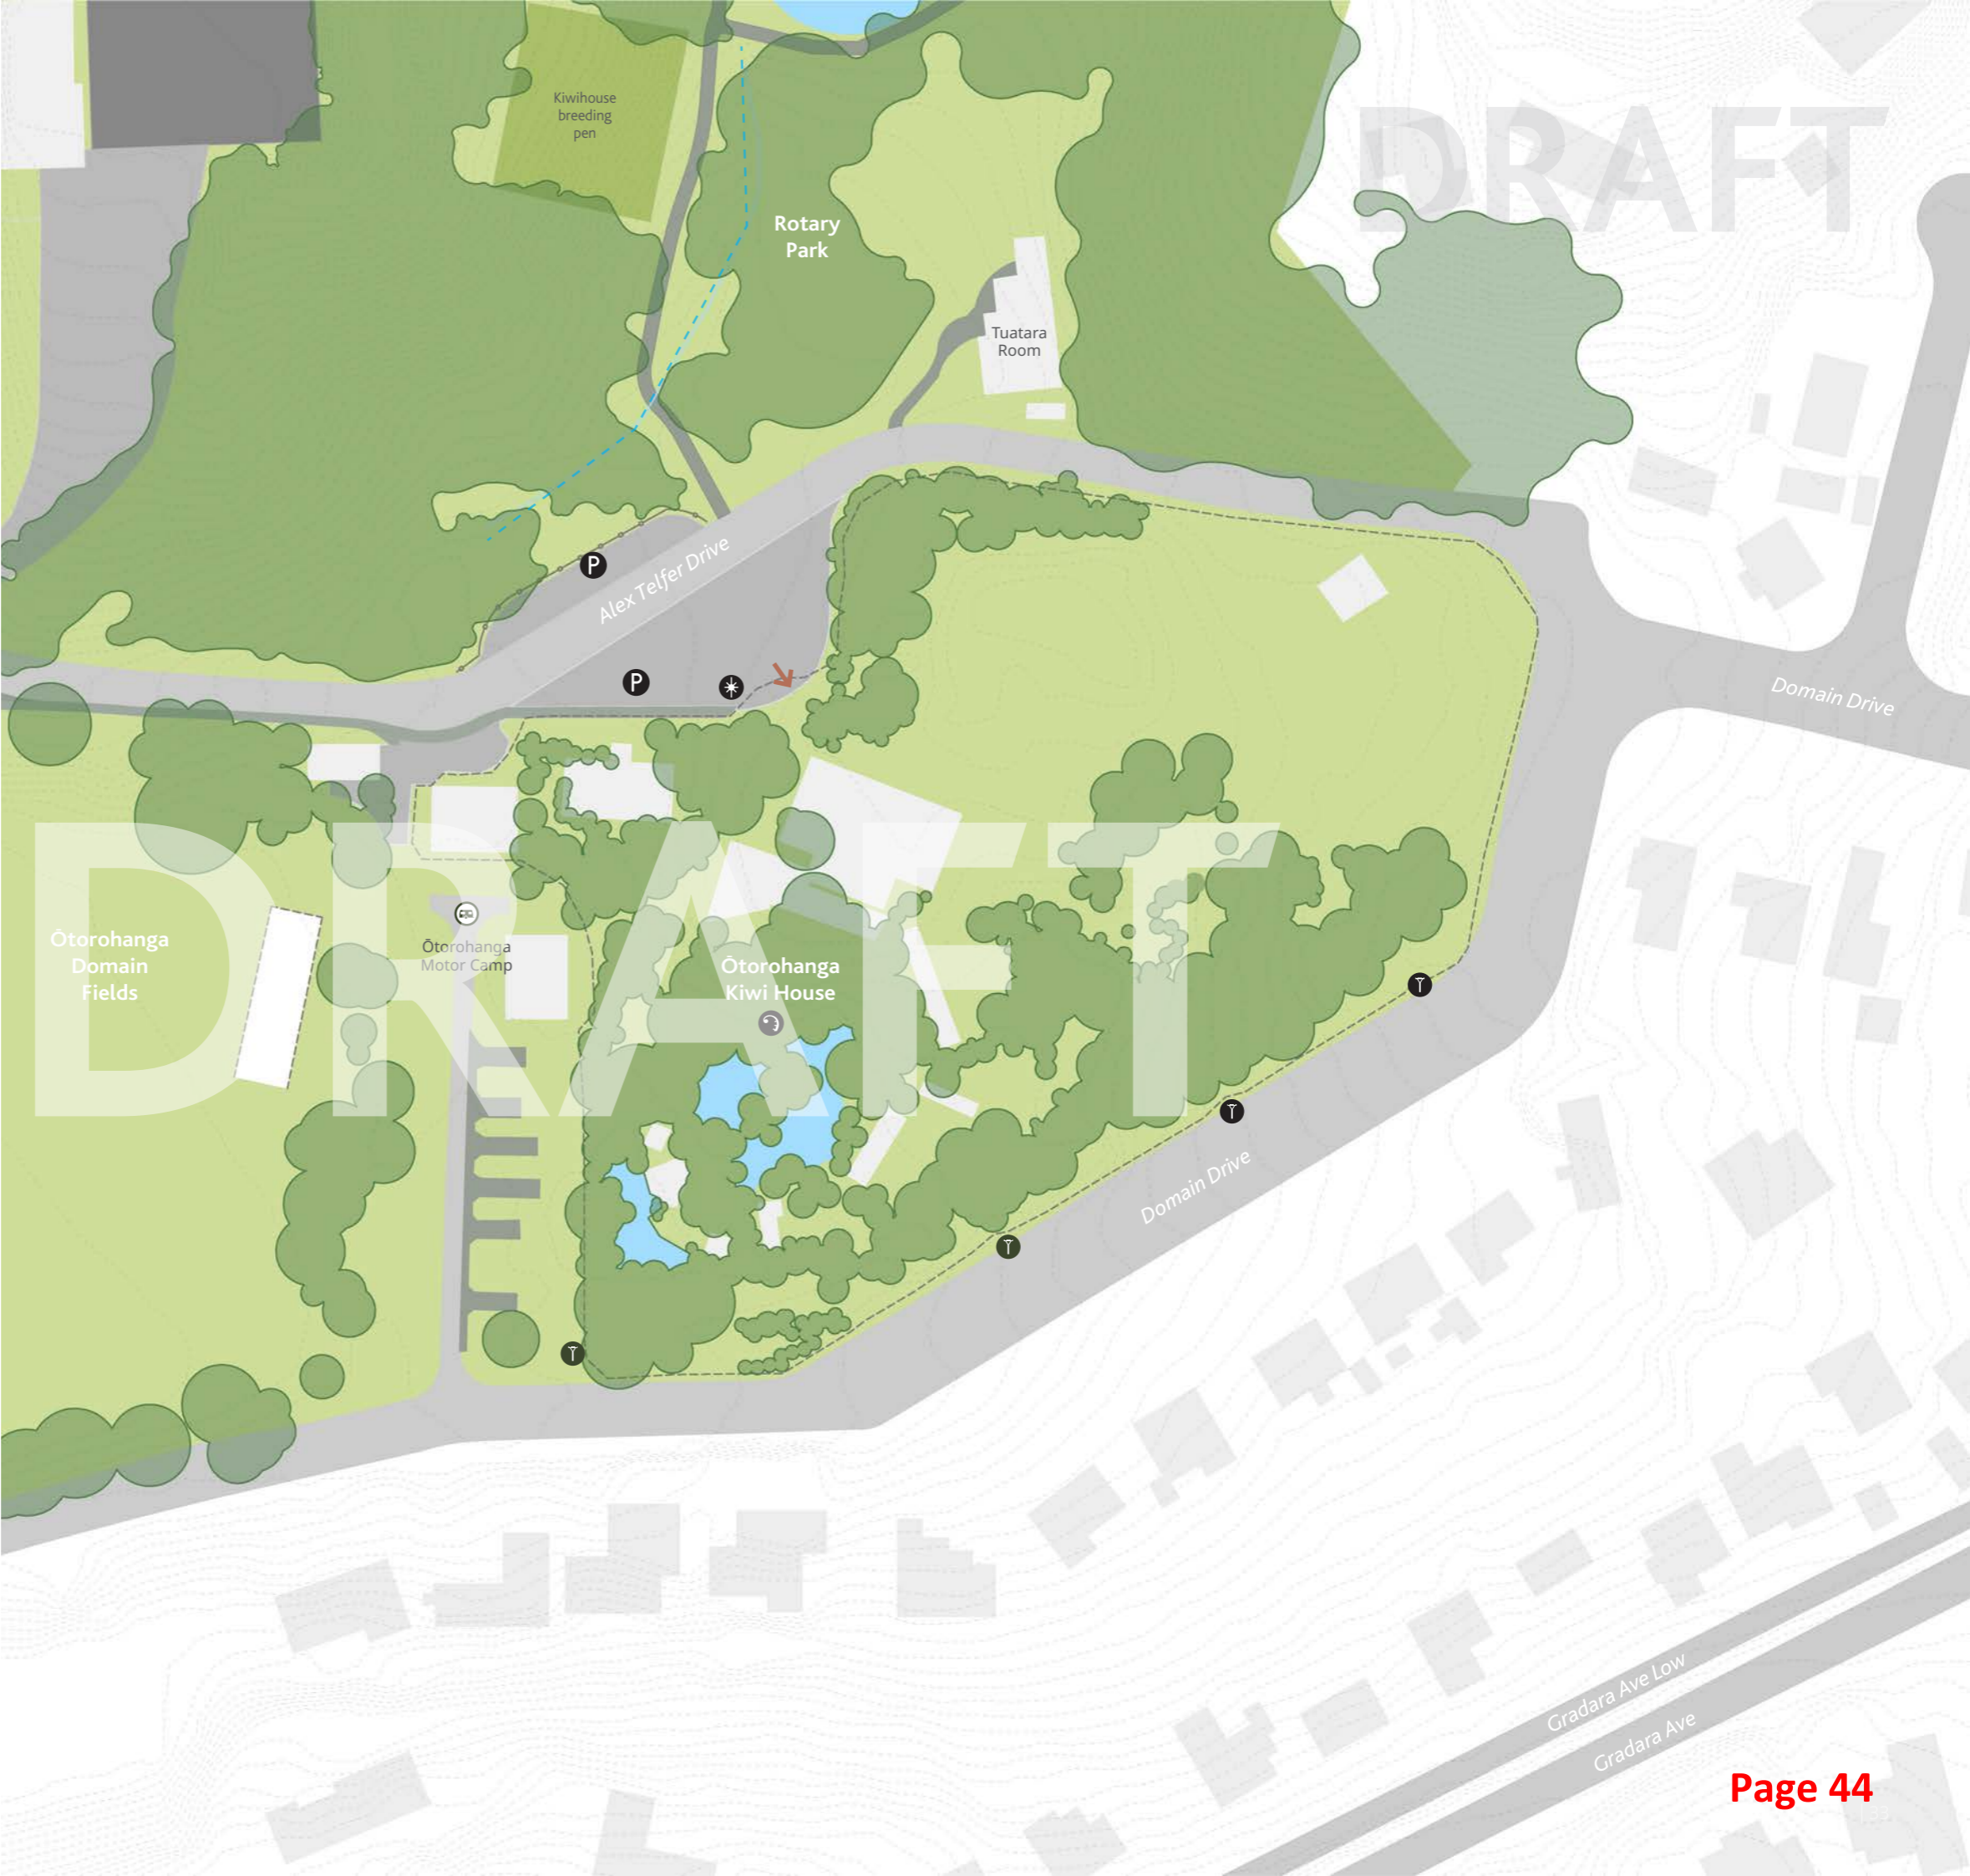 Kiwihouse
breeding
pen
DRAFT
Rotary
Park
Tuatara
Room
P
Alex Telfer Drive
P
Domain Drive
DRAFT
Ōtorohanga
Domain
Fields
Ōtorohanga
Motor Camp
Ōtorohanga
Kiwi House
Domain Drive
Gradara Ave Low
Gradara Ave
Page 44